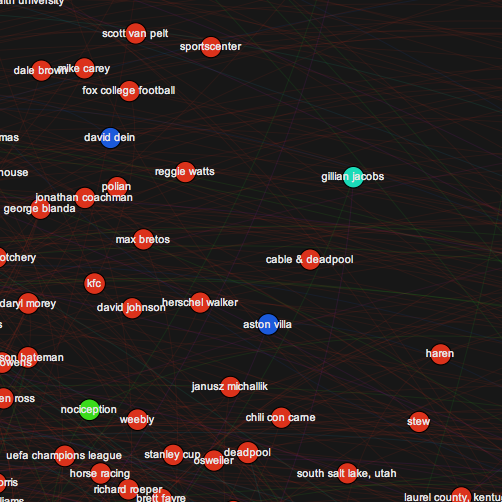 alth university
scott van pelt
sportscenter
mike carey
dale brown
fox college football
mas
david dein
house
reggie watts
gillian jacobs
polian
jonathan coachman
george blanda
max bretos
otchery
cable & deadpool
kfc
daryl morey
david johnson
herschel walker
s
aston villa
son bateman
owens
haren
janusz michallik
en ross
nociception
weebly
chili con carne
stew
uefa champions league
stanley cup
osweiler
deadpool
horse racing
south salt lake, utah
orris
richard roeper
brett favre
laurel county, kentu
liams